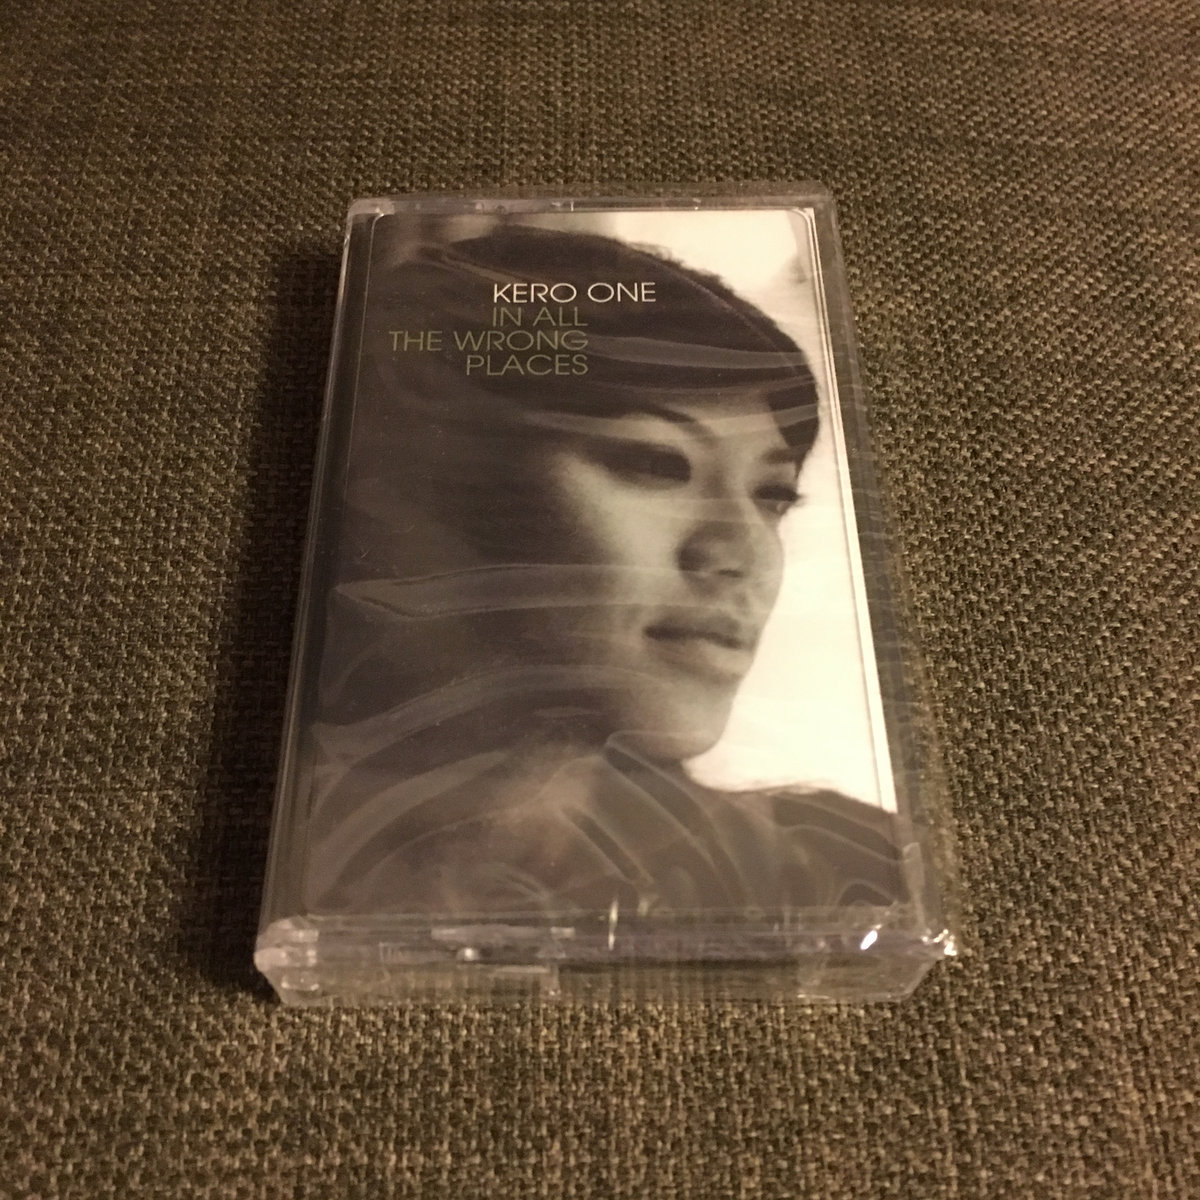 KERO ONE
IN ALL
THE WRONG
PLACES